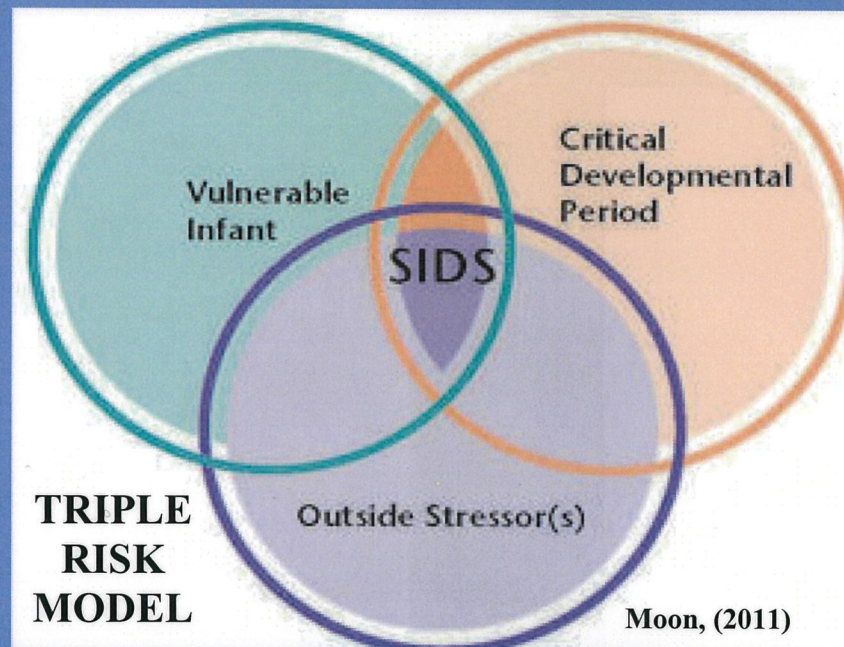 Vulnerable
Infant
Critical
Developmental
Period
SIDS
Outside Stressor(s)
TRIPLE
RISK
MODEL
Moon, (2011)